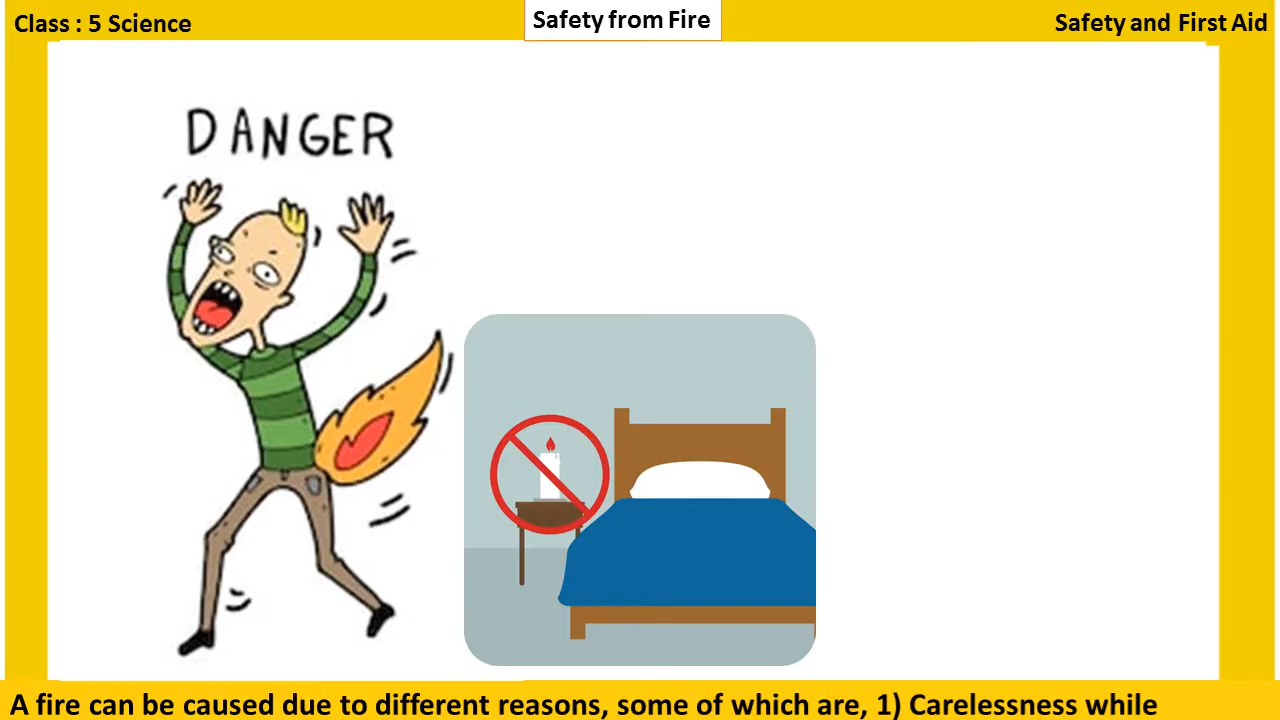 Class : 5 Science
Safety from Fire
Safety and First Aid
DANGER
A fire can be caused due to different reasons, some of which are, 1) Carelessness while